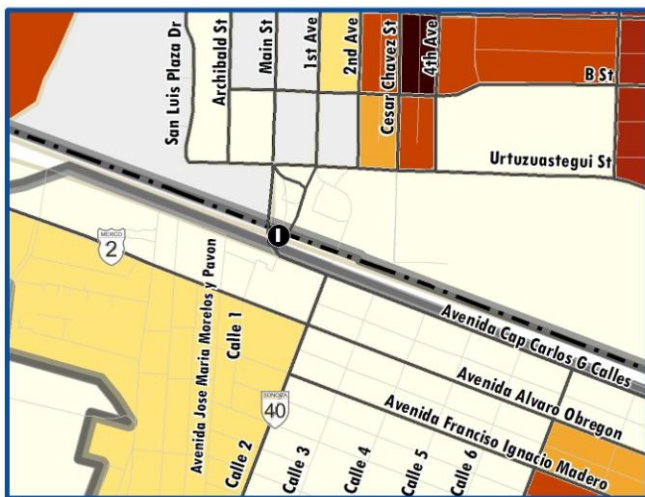 San Luis Plaza Dr
Archibald St
Main St
1st Ave
2nd Ave
Cesar Chavez St
4th Ave
B St
Urtuzuastegui St
I
MEXICO
2
Avenida Jose Maria Morelos y Pavon
Calle 1
Avenida Cap Carlos G Calles
Avenida Alvaro Obregon
Avenida Franciso Ignacio Madero
SONORA
40
Calle 2
Calle 3
Calle 4
Calle 5
Calle 6